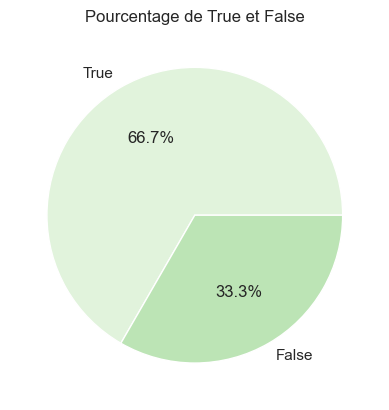 Pourcentage de True et False
True
66.7%
33.3%
False